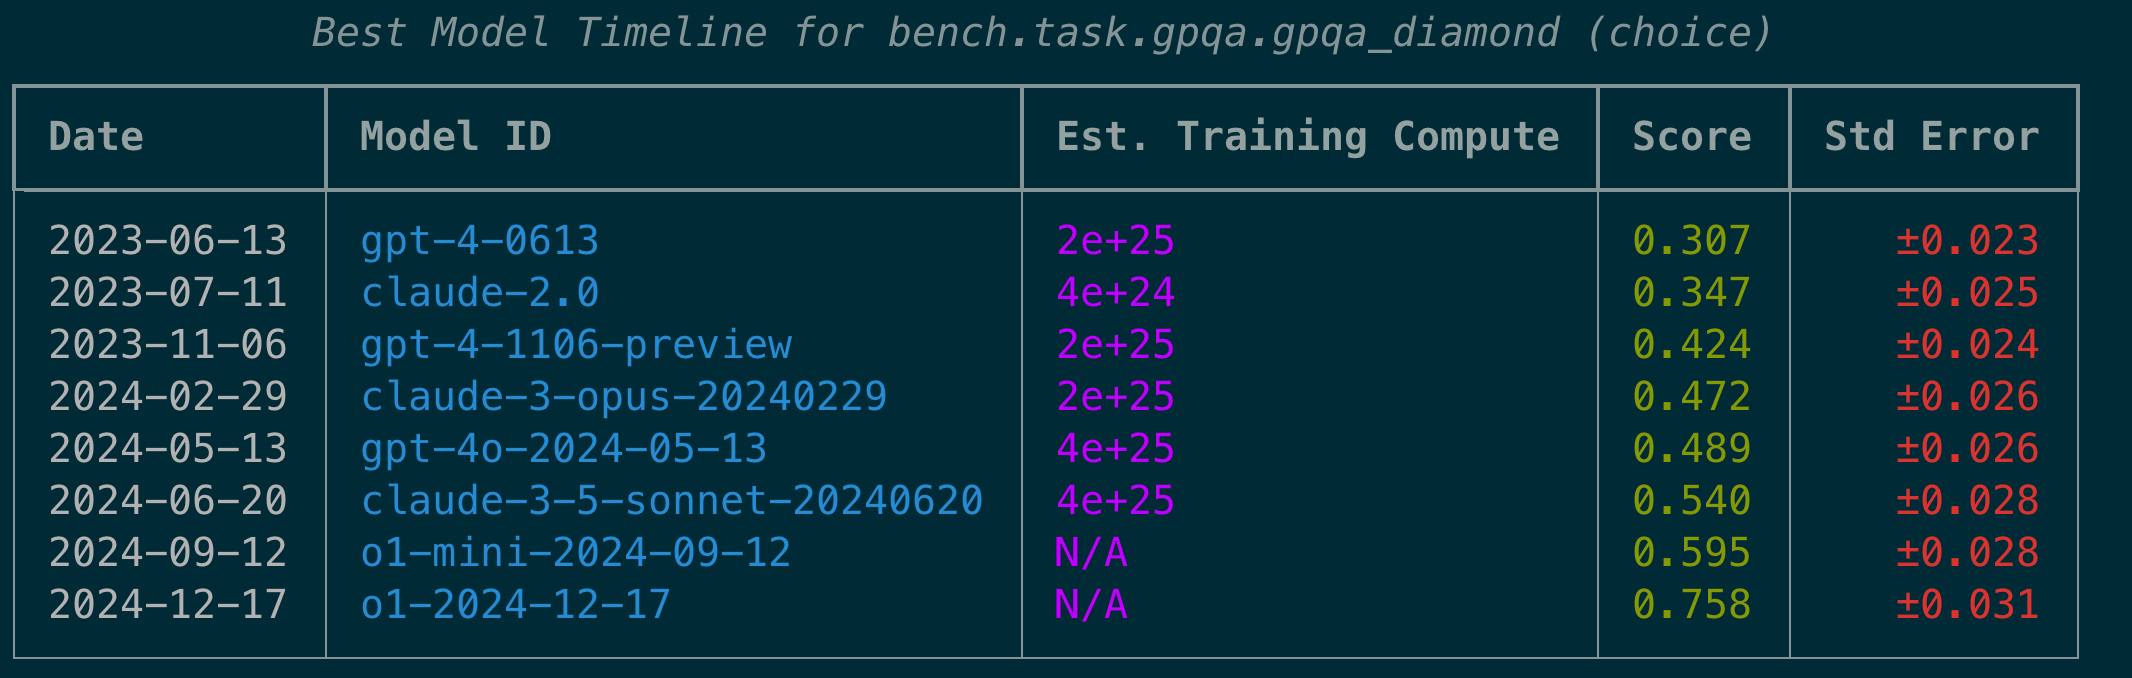 Best Model Timeline for bench.task.gpqa.gpqa_diamond (choice)
Date Model ID Est. Training Compute Score Std Error
2023-06-13 gpt-4-0613 2e+25 0.307 ±0.023
2023-07-11 claude-2.0 4e+24 0.347 ±0.025
2023-11-06 gpt-4-1106-preview 2e+25 0.424 ±0.024
2024-02-29 claude-3-opus-20240229 2e+25 0.472 ±0.026
2024-05-13 gpt-4o-2024-05-13 4e+25 0.489 ±0.026
2024-06-20 claude-3-5-sonnet-20240620 4e+25 0.540 ±0.028
2024-09-12 o1-mini-2024-09-12 N/A 0.595 ±0.028
2024-12-17 o1-2024-12-17 N/A 0.758 ±0.031